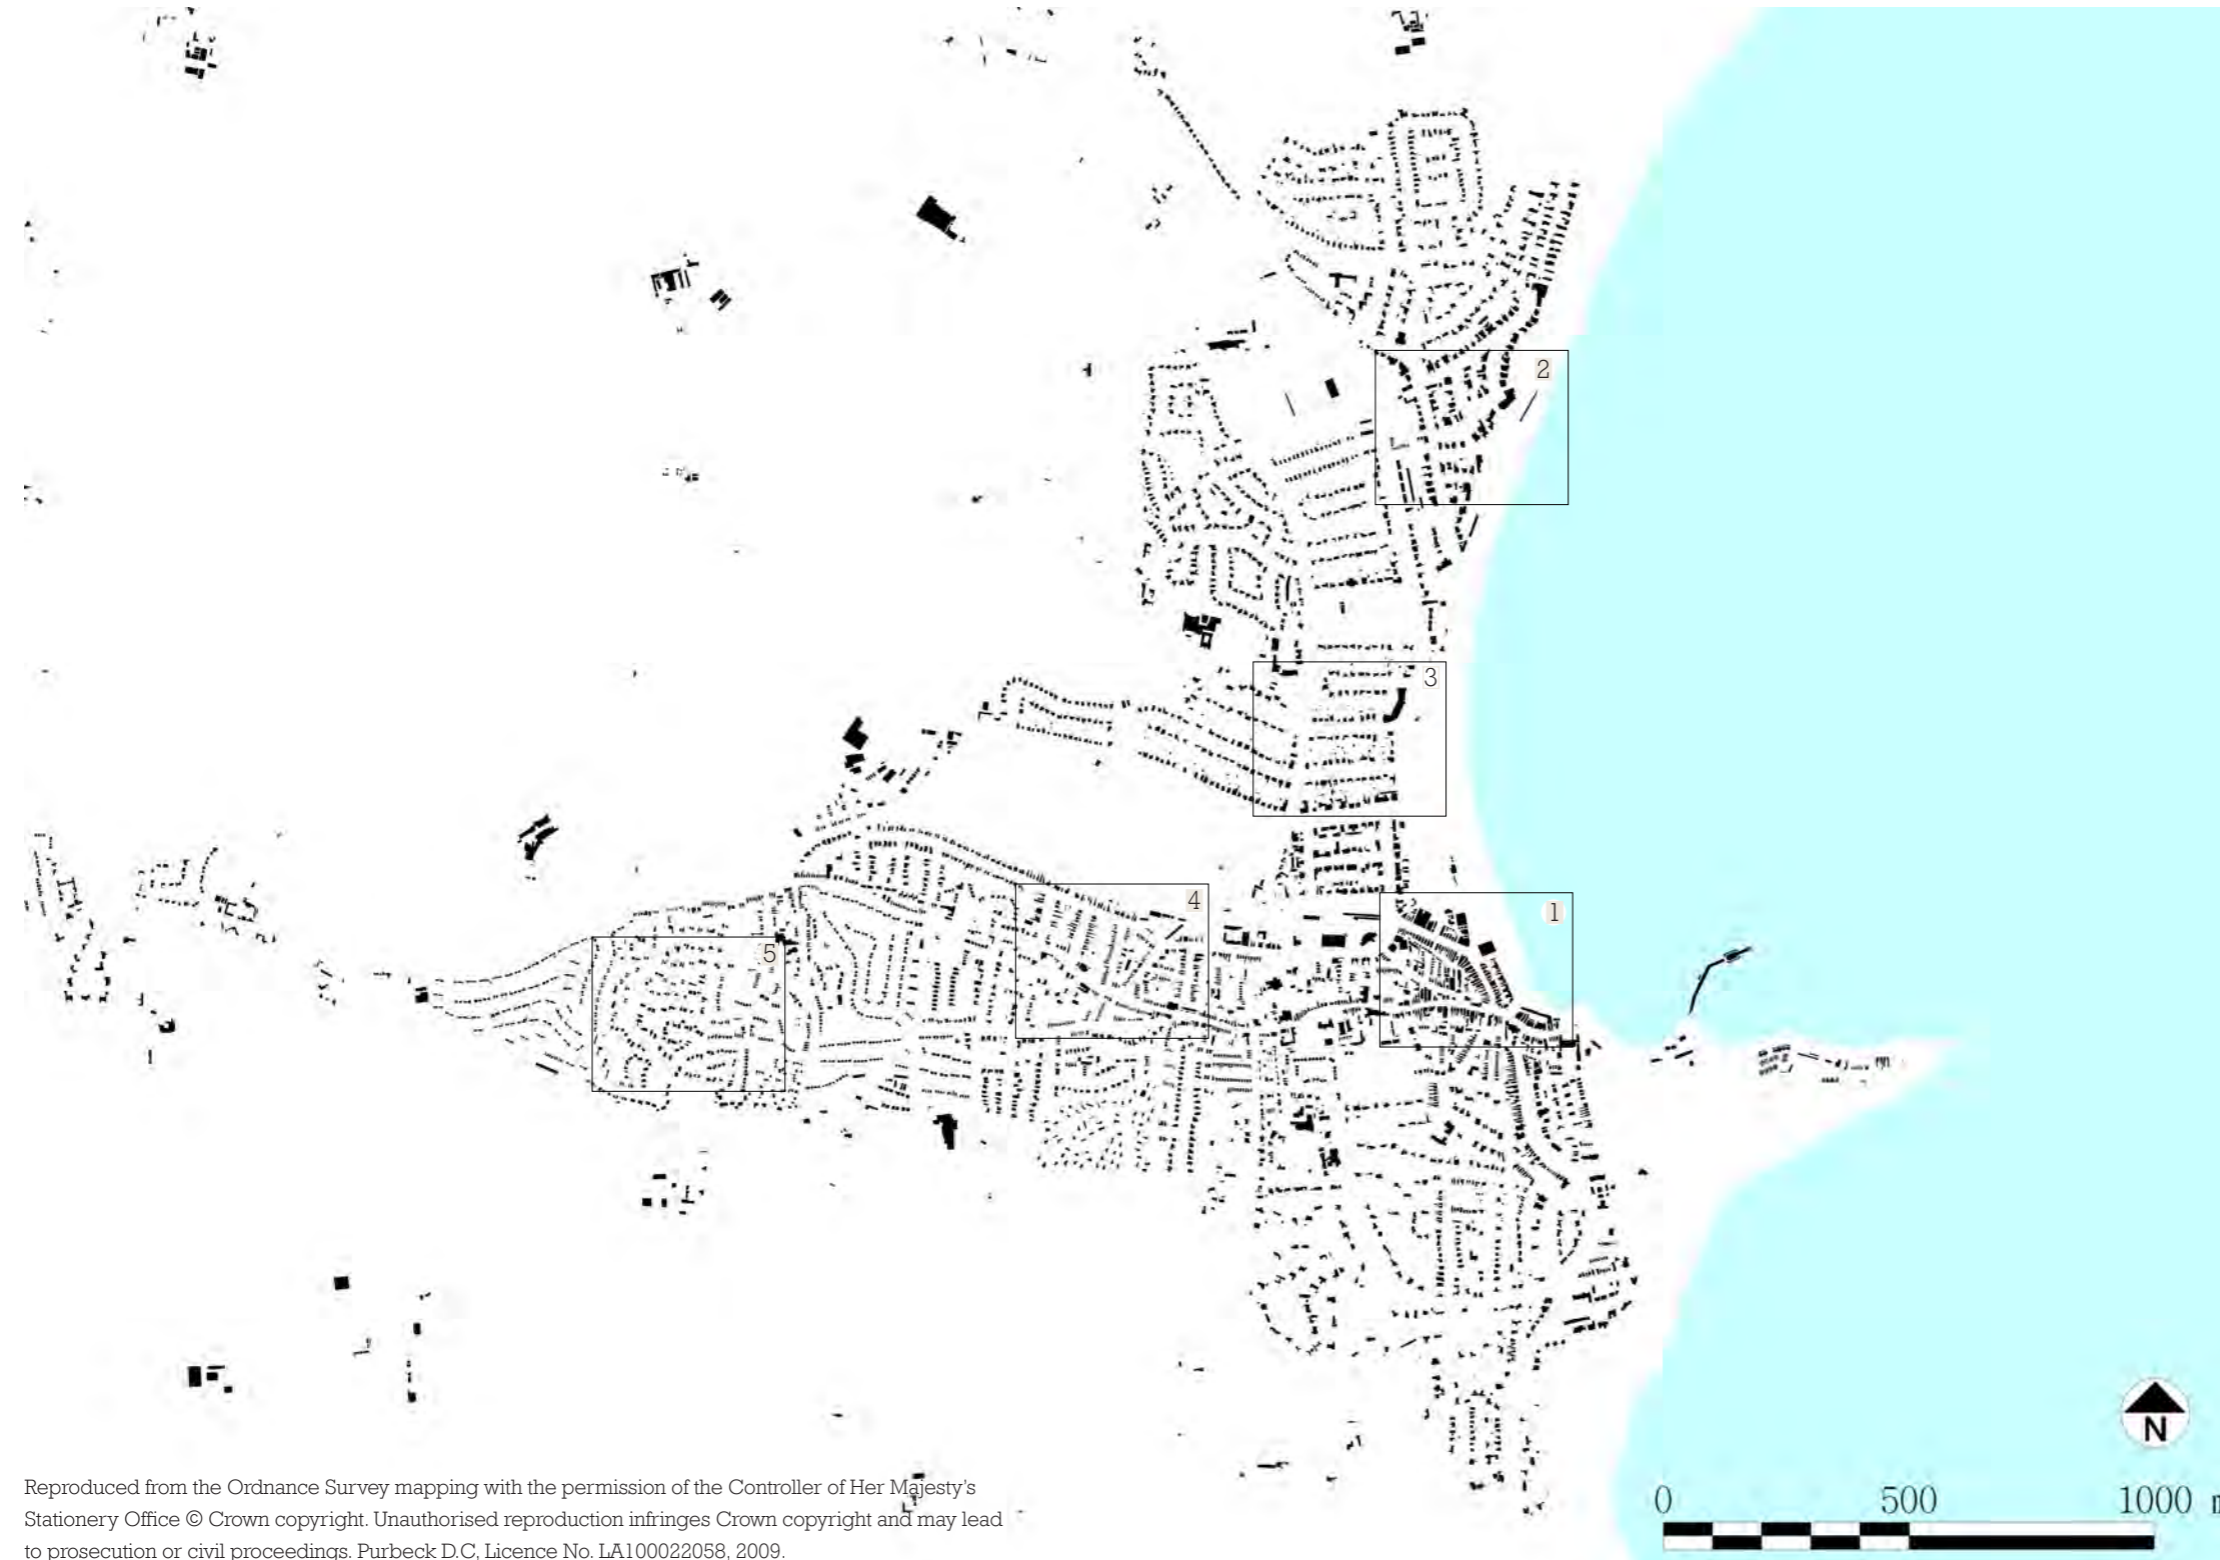 2
3
4
1
5
N
Reproduced from the Ordnance Survey mapping with the permission of the Controller of Her Majesty's
Stationery Office © Crown copyright. Unauthorised reproduction infringes Crown copyright and may lead
to prosecution or civil proceedings. Purbeck D.C, Licence No. LA100022058, 2009.
0 500 1000